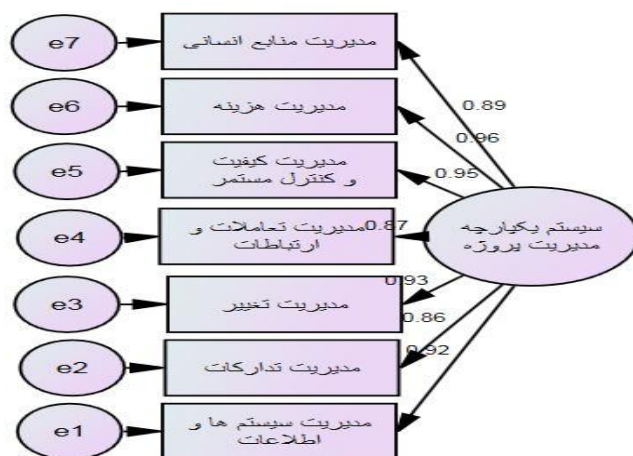 e7
مدیریت منابع انسانی
0.89
e6
مدیریت هزینه
0.96
e5
مدیریت کیفیت
و کنترل مستمر
0.95
e4
مدیریت تعاملات و
ارتباطات
0.87
سیستم یکپارچه
مدیریت پروژه
e3
مدیریت تغییر
0.93
e2
مدیریت تدارکات
0.86
e1
مدیریت سیستم ها و
اطلاعات
0.92